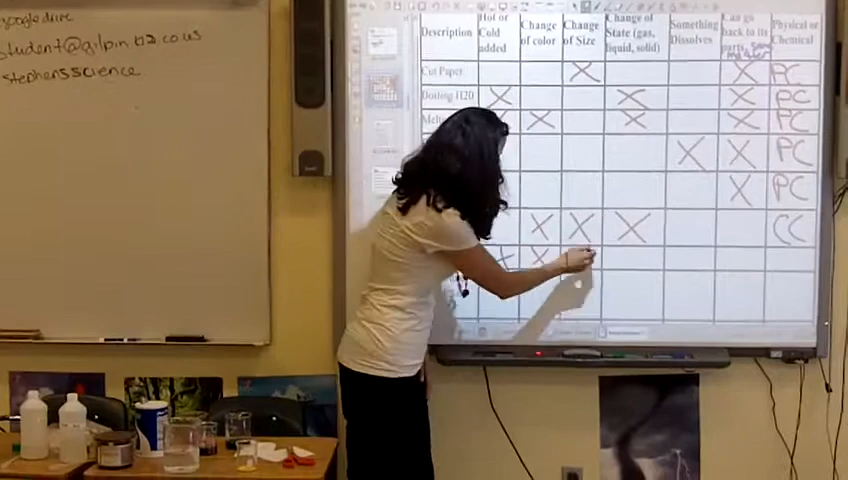 google drive
student@gilpin k12.co.us
stephensscience
Description
Hot or Cold added
Change of color
Change of Size
Change of State (gas, liquid, solid)
Something Dissolves
Can go back to its parts
Physical or Chemical
Cut Paper X X PC
Boiling H20 X X X PC
X X X PC
X X PC
X PC
X X X CC
X X